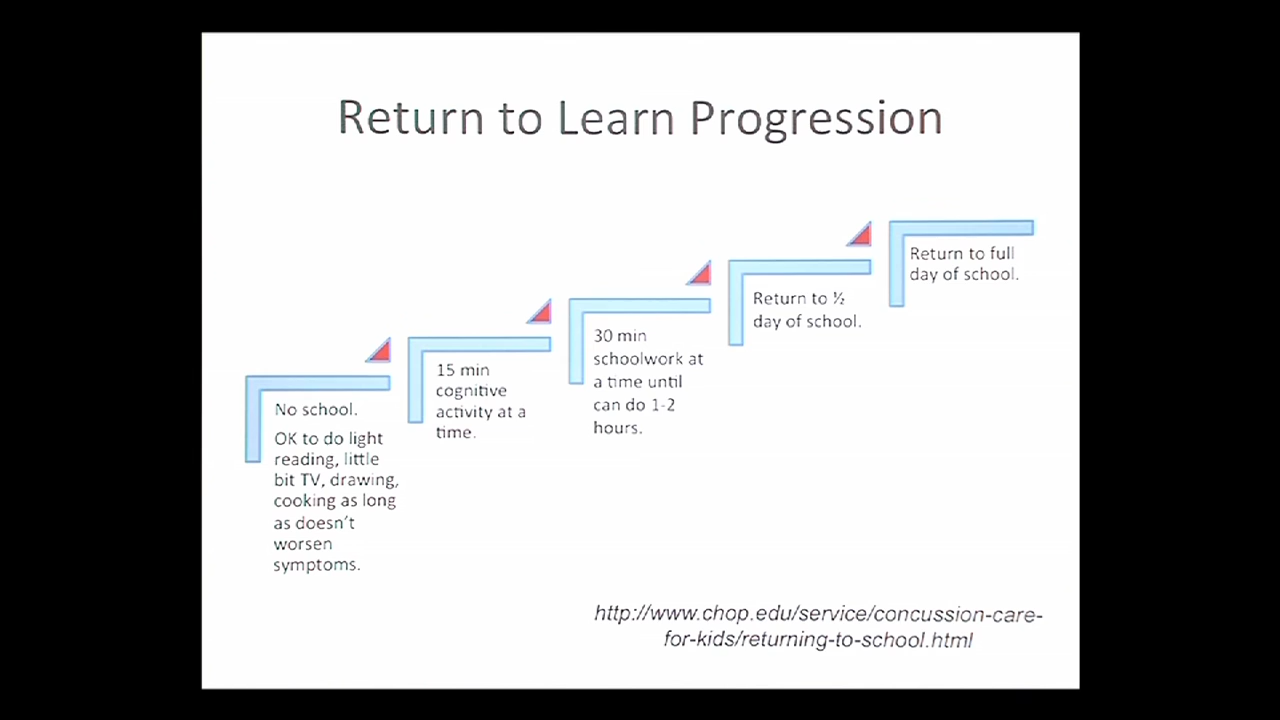 Return to Learn Progression
No school.
OK to do light
reading, little
bit TV, drawing,
cooking as long
as doesn't
worsen
symptoms.
15 min
cognitive
activity at a
time.
30 min
schoolwork at
a time until
can do 1-2
hours.
Return to ½
day of school.
Return to full
day of school.
http://www.chop.edu/service/concussion-care-
for-kids/returning-to-school.html